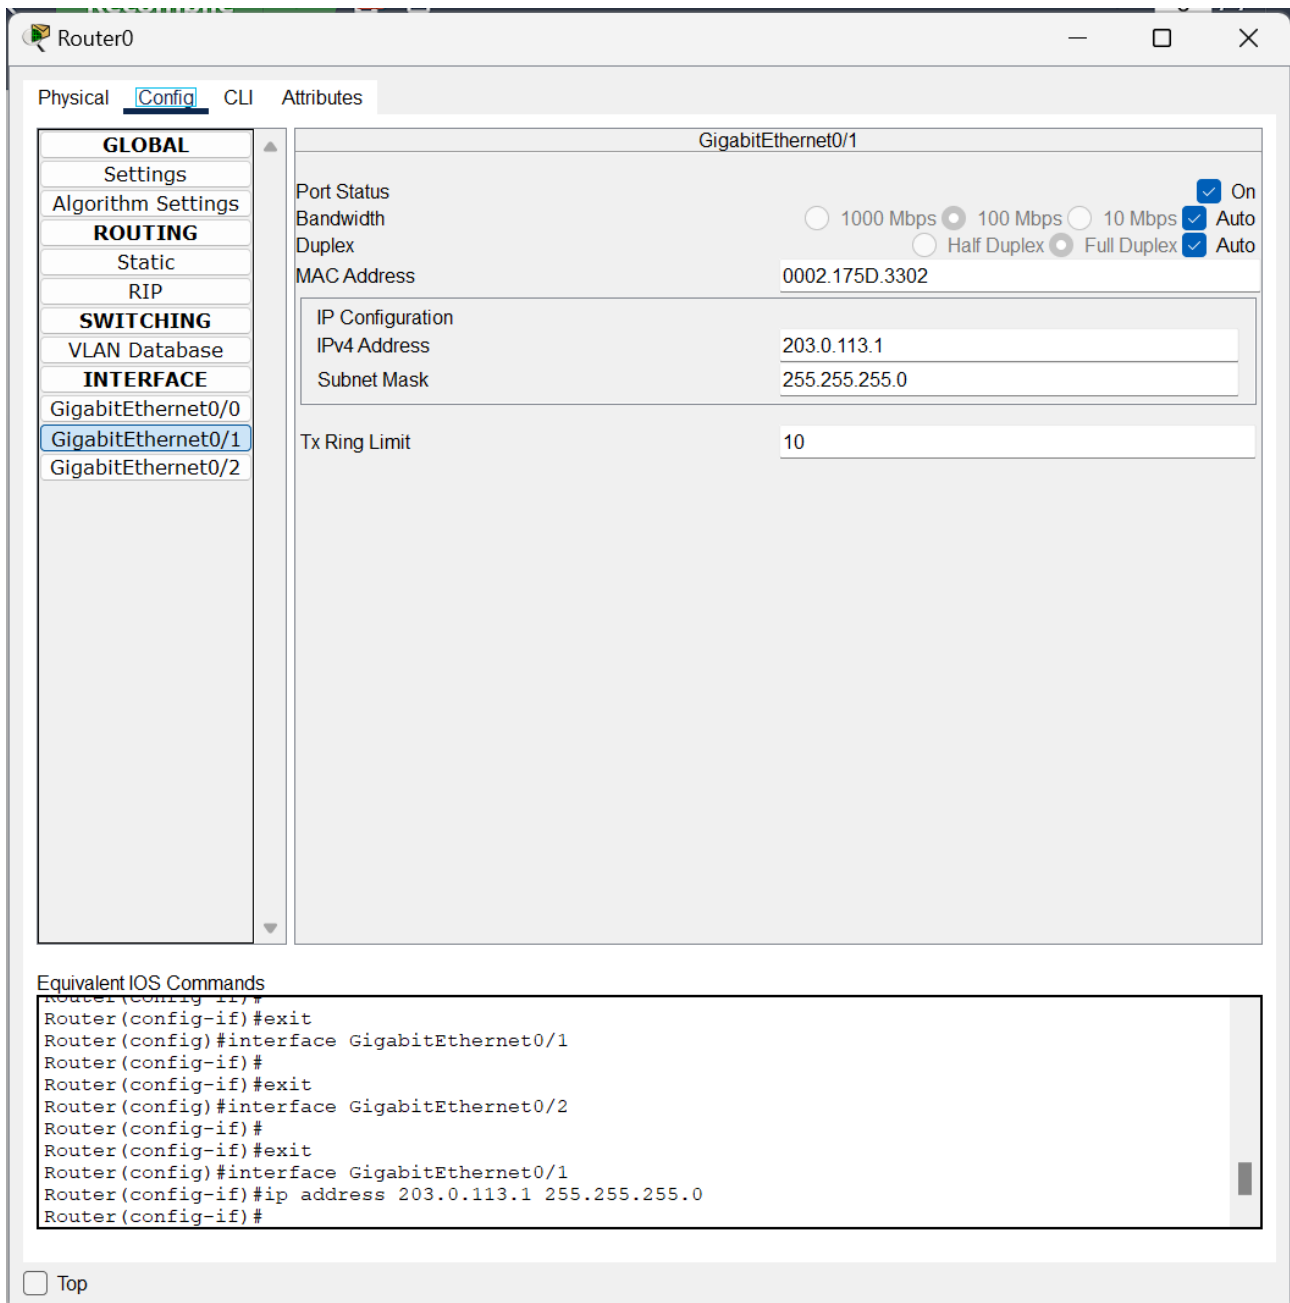 Router0
Physical Config CLI Attributes
GLOBAL
Settings
Algorithm Settings
ROUTING
Static
RIP
SWITCHING
VLAN Database
INTERFACE
GigabitEthernet0/0
GigabitEthernet0/1
GigabitEthernet0/2
GigabitEthernet0/1
Port Status On
Bandwidth 1000 Mbps 100 Mbps 10 Mbps Auto
Duplex Half Duplex Full Duplex Auto
MAC Address 0002.175D.3302
IP Configuration
IPv4 Address 203.0.113.1
Subnet Mask 255.255.255.0
Tx Ring Limit 10
Equivalent IOS Commands
Router(config-if)#
Router(config-if)#exit
Router(config)#interface GigabitEthernet0/1
Router(config-if)#
Router(config-if)#exit
Router(config)#interface GigabitEthernet0/2
Router(config-if)#
Router(config-if)#exit
Router(config)#interface GigabitEthernet0/1
Router(config-if)#ip address 203.0.113.1 255.255.255.0
Router(config-if)#
Top